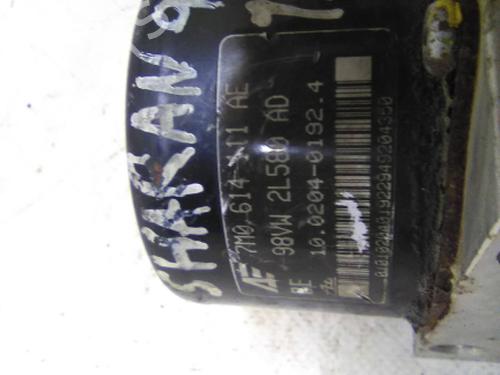 SHARAN
7M0 614 111 AE
98VW 2L580 AD
10.0204-0192.4